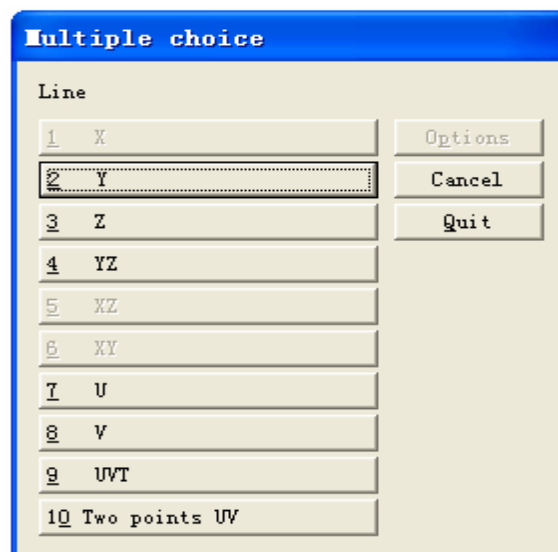 Multiple choice
Line
1 X
Options
2 Y
Cancel
3 Z
Quit
4 YZ
5 XZ
6 XY
7 U
8 V
9 UVT
10 Two points UV